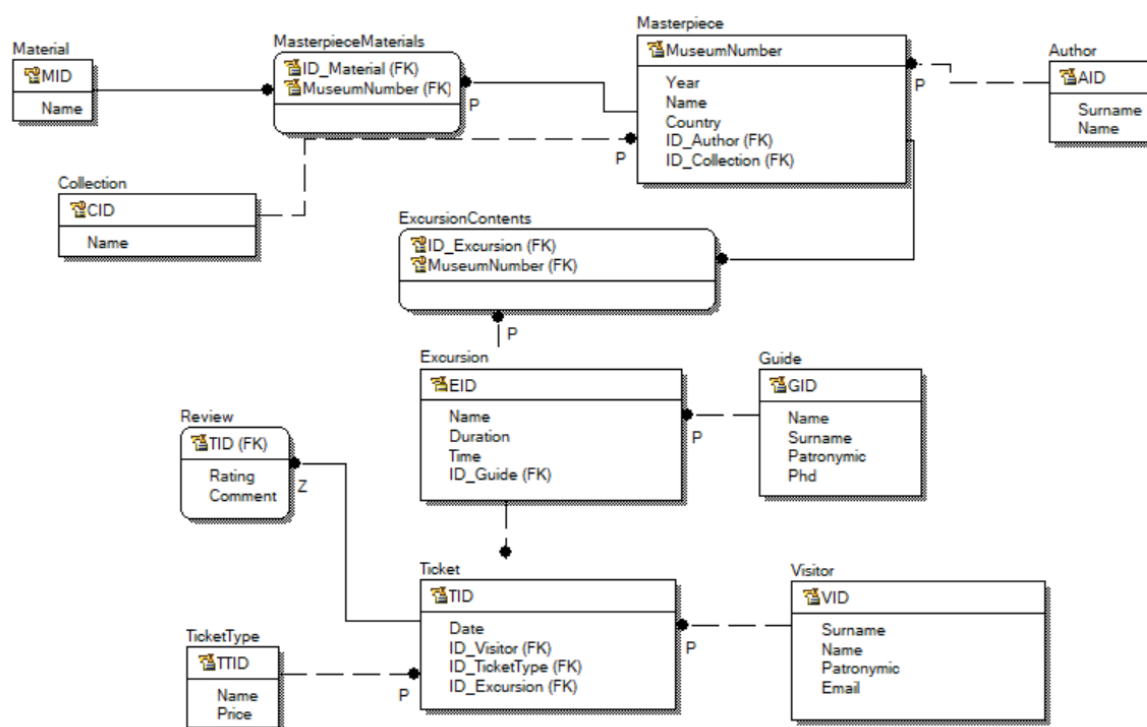 Masterpiece
MuseumNumber
Year
Name
Country
ID_Author (FK)
ID_Collection (FK)
P
Material
MID
Name
MasterpieceMaterials
ID_Material (FK)
MuseumNumber (FK)
P
P
Author
AID
Surname
Name
Collection
CID
Name
ExcursionContents
ID_Excursion (FK)
MuseumNumber (FK)
P
Excursion
EID
Name
Duration
Time
ID_Guide (FK)
P
Guide
GID
Name
Surname
Patronymic
Phd
Review
TID (FK)
Rating
Comment
Z
Ticket
TID
Date
ID_Visitor (FK)
ID_TicketType (FK)
ID_Excursion (FK)
P
Visitor
VID
Surname
Name
Patronymic
Email
TicketType
TTID
Name
Price
P